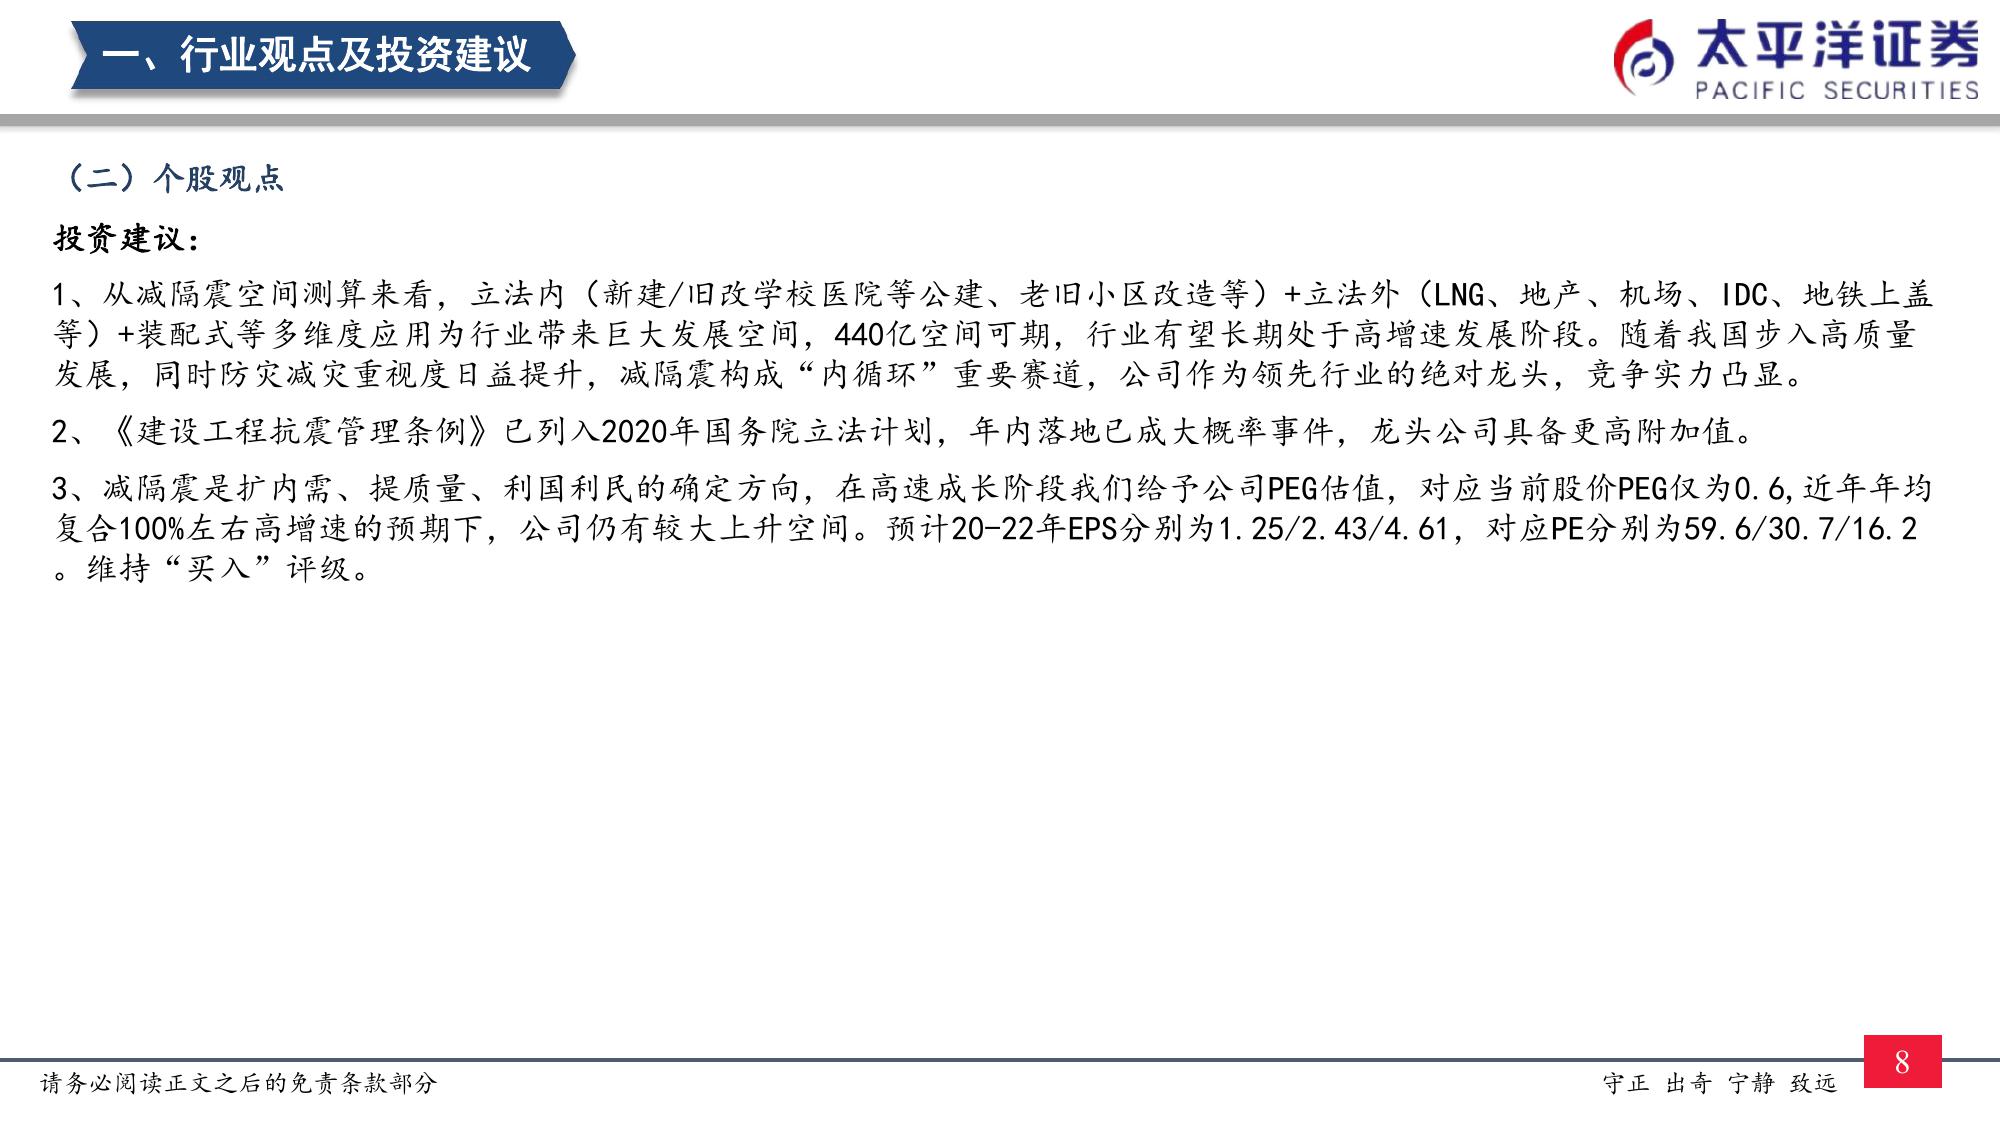 一、行业观点及投资建议
太平洋证券
PACIFIC SECURITIES
（二）个股观点
投资建议：
1、从减隔震空间测算来看，立法内（新建/旧改学校医院等公建、老旧小区改造等）+立法外（LNG、地产、机场、IDC、地铁上盖
等）+装配式等多维度应用为行业带来巨大发展空间，440亿空间可期，行业有望长期处于高增速发展阶段。随着我国步入高质量
发展，同时防灾减灾重视度日益提升，减隔震构成“内循环”重要赛道，公司作为领先行业的绝对龙头，竞争实力凸显。
2、《建设工程抗震管理条例》已列入2020年国务院立法计划，年内落地已成大概率事件，龙头公司具备更高附加值。
3、减隔震是扩内需、提质量、利国利民的确定方向，在高速成长阶段我们给予公司PEG估值，对应当前股价PEG仅为0.6,近年年均
复合100%左右高增速的预期下，公司仍有较大上升空间。预计20-22年EPS分别为1.25/2.43/4.61，对应PE分别为59.6/30.7/16.2
。维持“买入”评级。
请务必阅读正文之后的免责条款部分
守正 出奇 宁静 致远
8